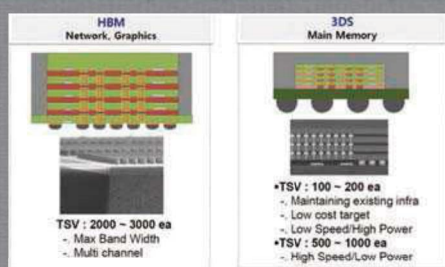 HBM
Network, Graphics
TSV : 2000 ~ 3000 ea
-. Max Band Width
-. Multi channel
3DS
Main Memory
•TSV : 100 ~ 200 ea
-. Maintaining existing infra
-. Low cost target
-. Low Speed/High Power
•TSV : 500 ~ 1000 ea
-. High Speed/Low Power